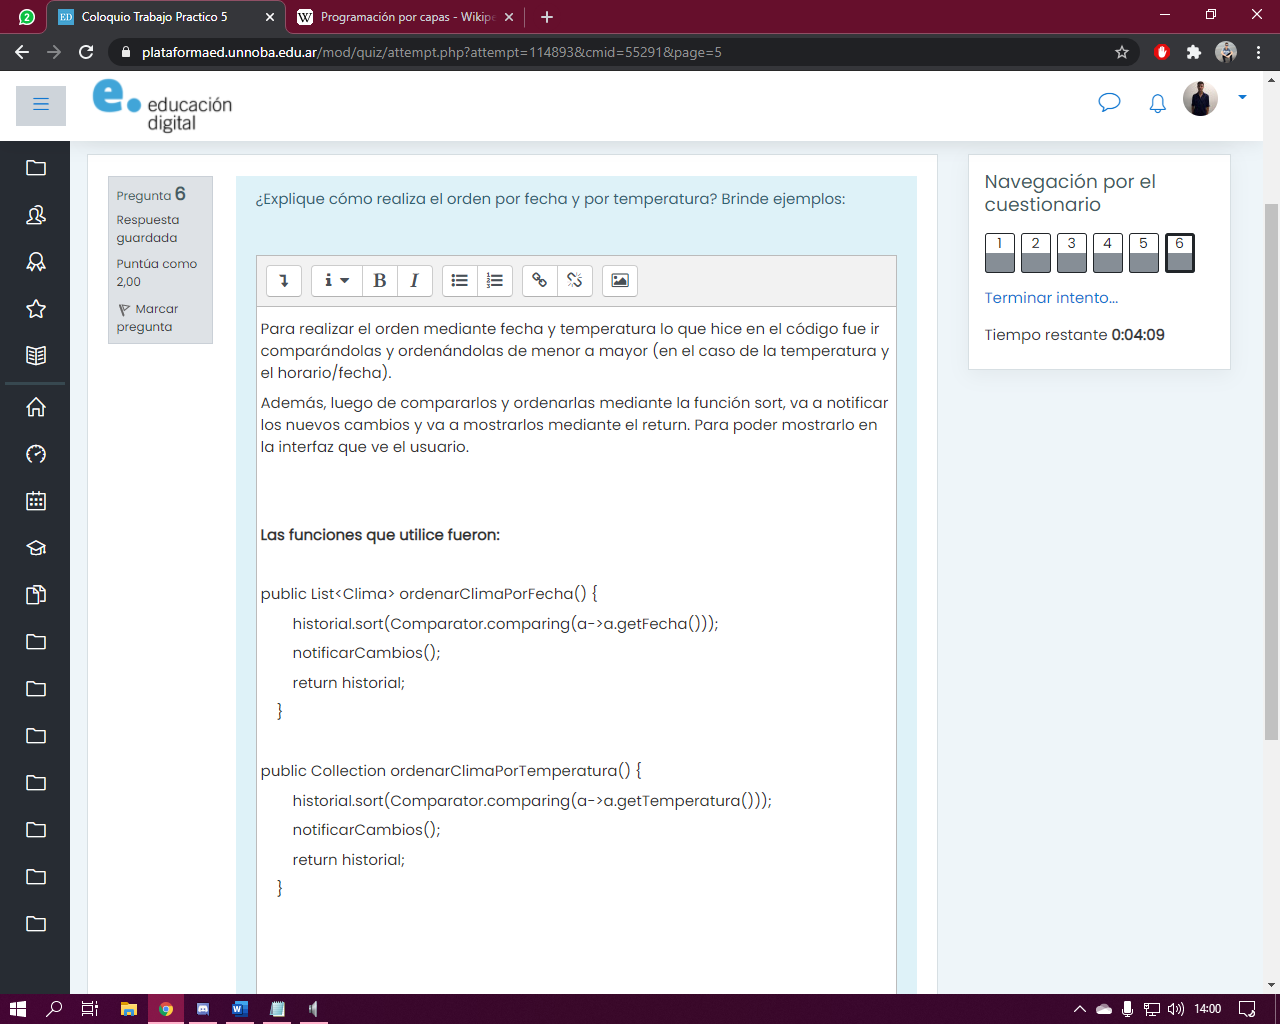 2
ED Coloquio Trabajo Practico 5
W Programación por capas - Wikipe
plataformaed.unnoba.edu.ar/mod/quiz/attempt.php?attempt=114893&cmid=55291&page=5
e. educación
digital
Pregunta 6
Respuesta
guardada
Puntúa como
2,00
Marcar
pregunta
¿Explique cómo realiza el orden por fecha y por temperatura? Brinde ejemplos:
i B I
Para realizar el orden mediante fecha y temperatura lo que hice en el código fue ir
comparándolas y ordenándolas de menor a mayor (en el caso de la temperatura y
el horario/fecha).
Además, luego de compararlos y ordenarlas mediante la función sort, va a notificar
los nuevos cambios y va a mostrarlos mediante el return. Para poder mostrarlo en
la interfaz que ve el usuario.
Las funciones que utilice fueron:
public List<Clima> ordenarClimaPorFecha() {
historial.sort(Comparator.comparing(a->a.getFecha()));
notificarCambios();
return historial;
}
public Collection ordenarClimaPorTemperatura() {
historial.sort(Comparator.comparing(a->a.getTemperatura()));
notificarCambios();
return historial;
}
Navegación por el
cuestionario
1 2 3 4 5 6
Terminar intento...
Tiempo restante 0:04:09
14:00